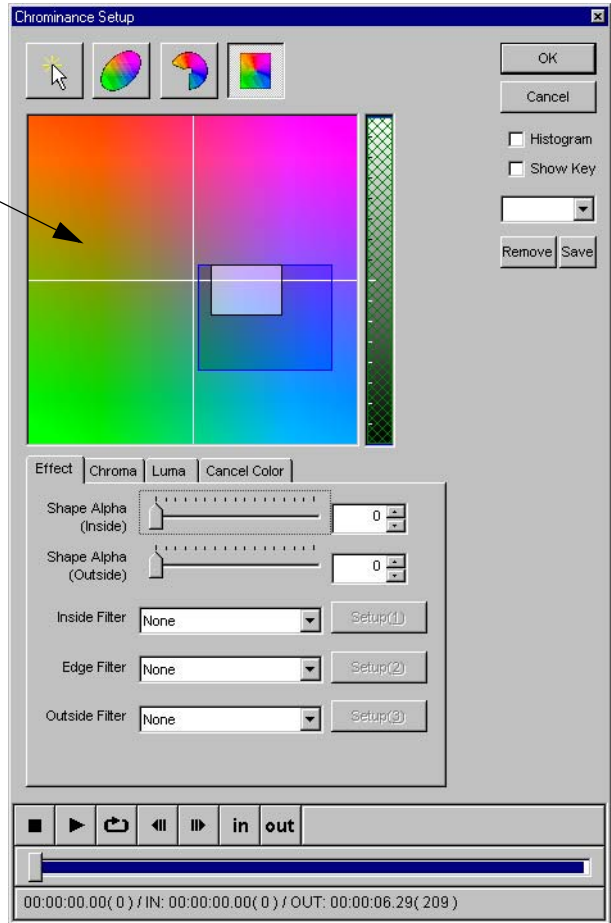 Chrominance Setup
OK
Cancel
Histogram
Show Key
Remove Save
Effect Chroma Luma Cancel Color
Shape Alpha
(Inside)
0
Shape Alpha
(Outside)
0
Inside Filter None Setup(1)
Edge Filter None Setup(2)
Outside Filter None Setup(3)
in out
00:00:00.00( 0 ) / IN: 00:00:00.00( 0 ) / OUT: 00:00:06.29( 209 )